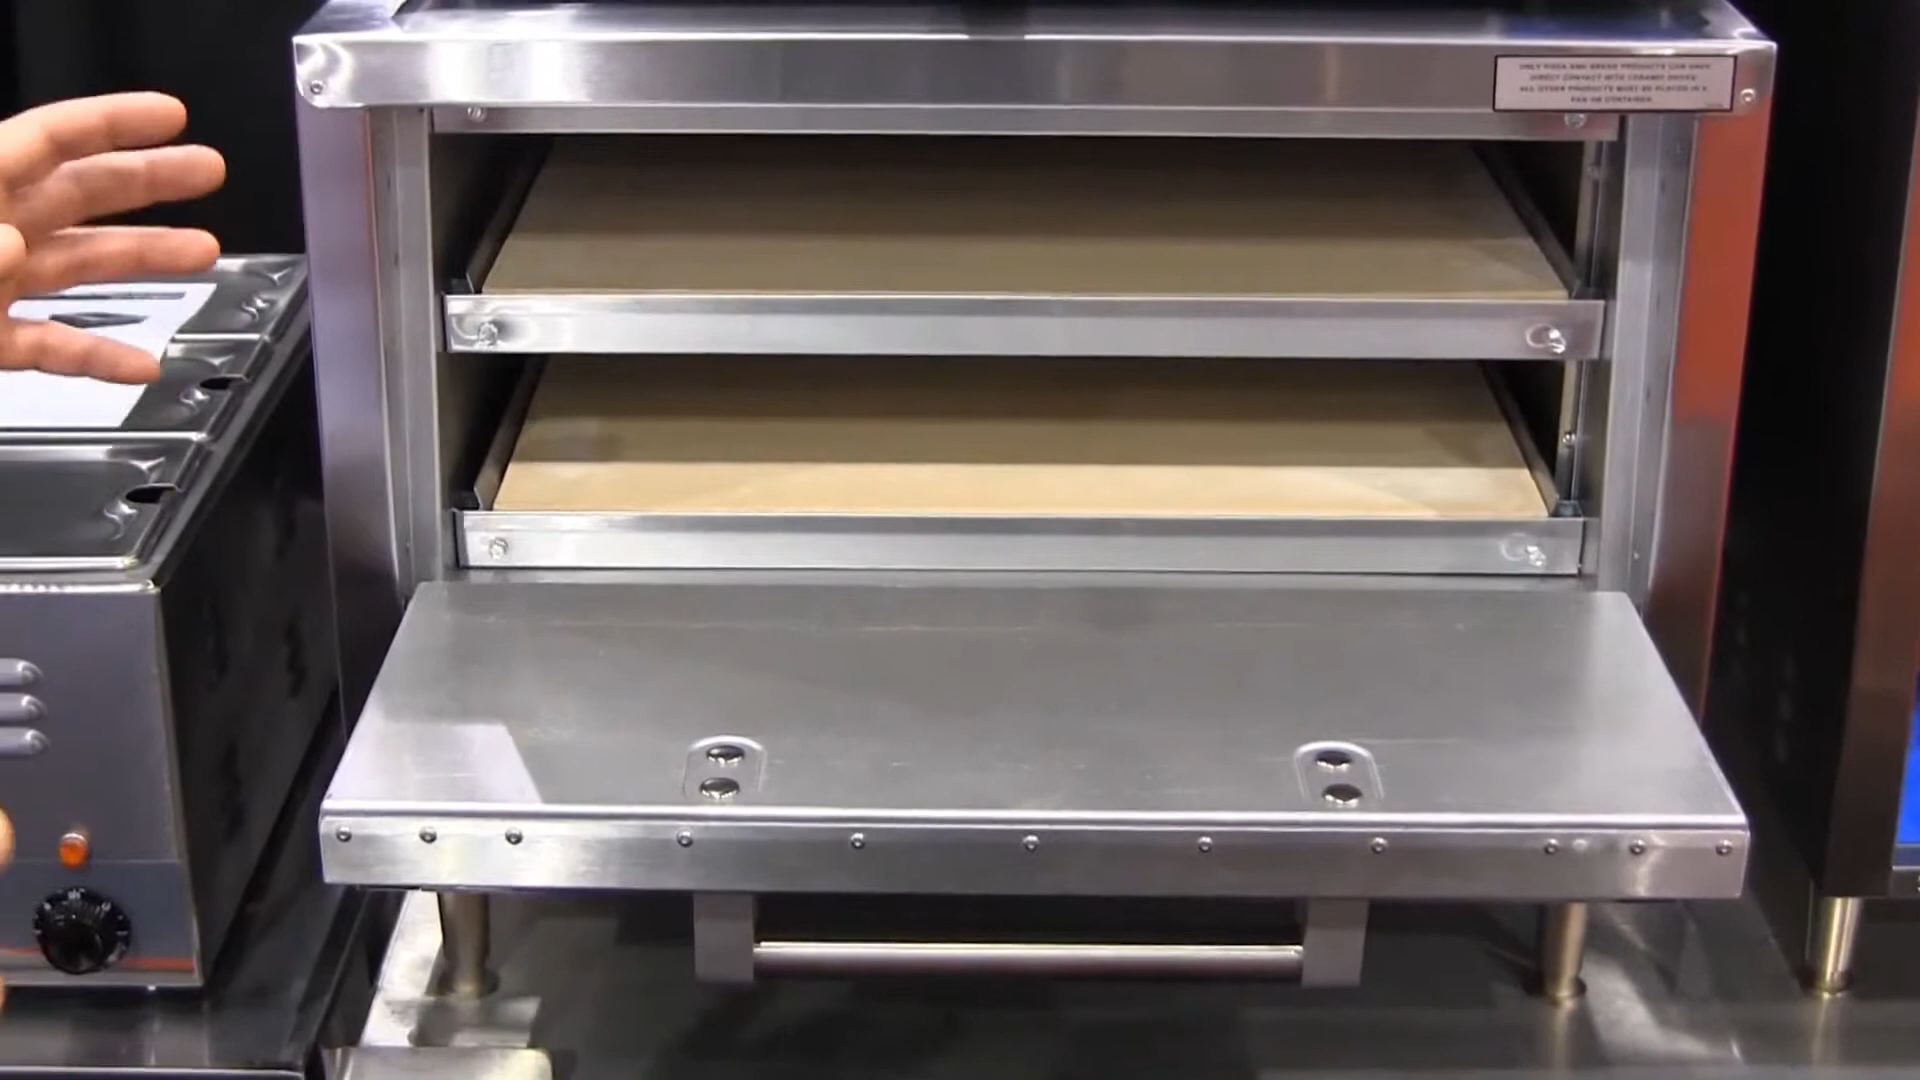 ONLY PIZZA AND BREAD PRODUCTS CAN HAVE
DIRECT CONTACT WITH CERAMIC DECKS
ALL OTHER PRODUCTS MUST BE PLACED IN A
PAN OR CONTAINER